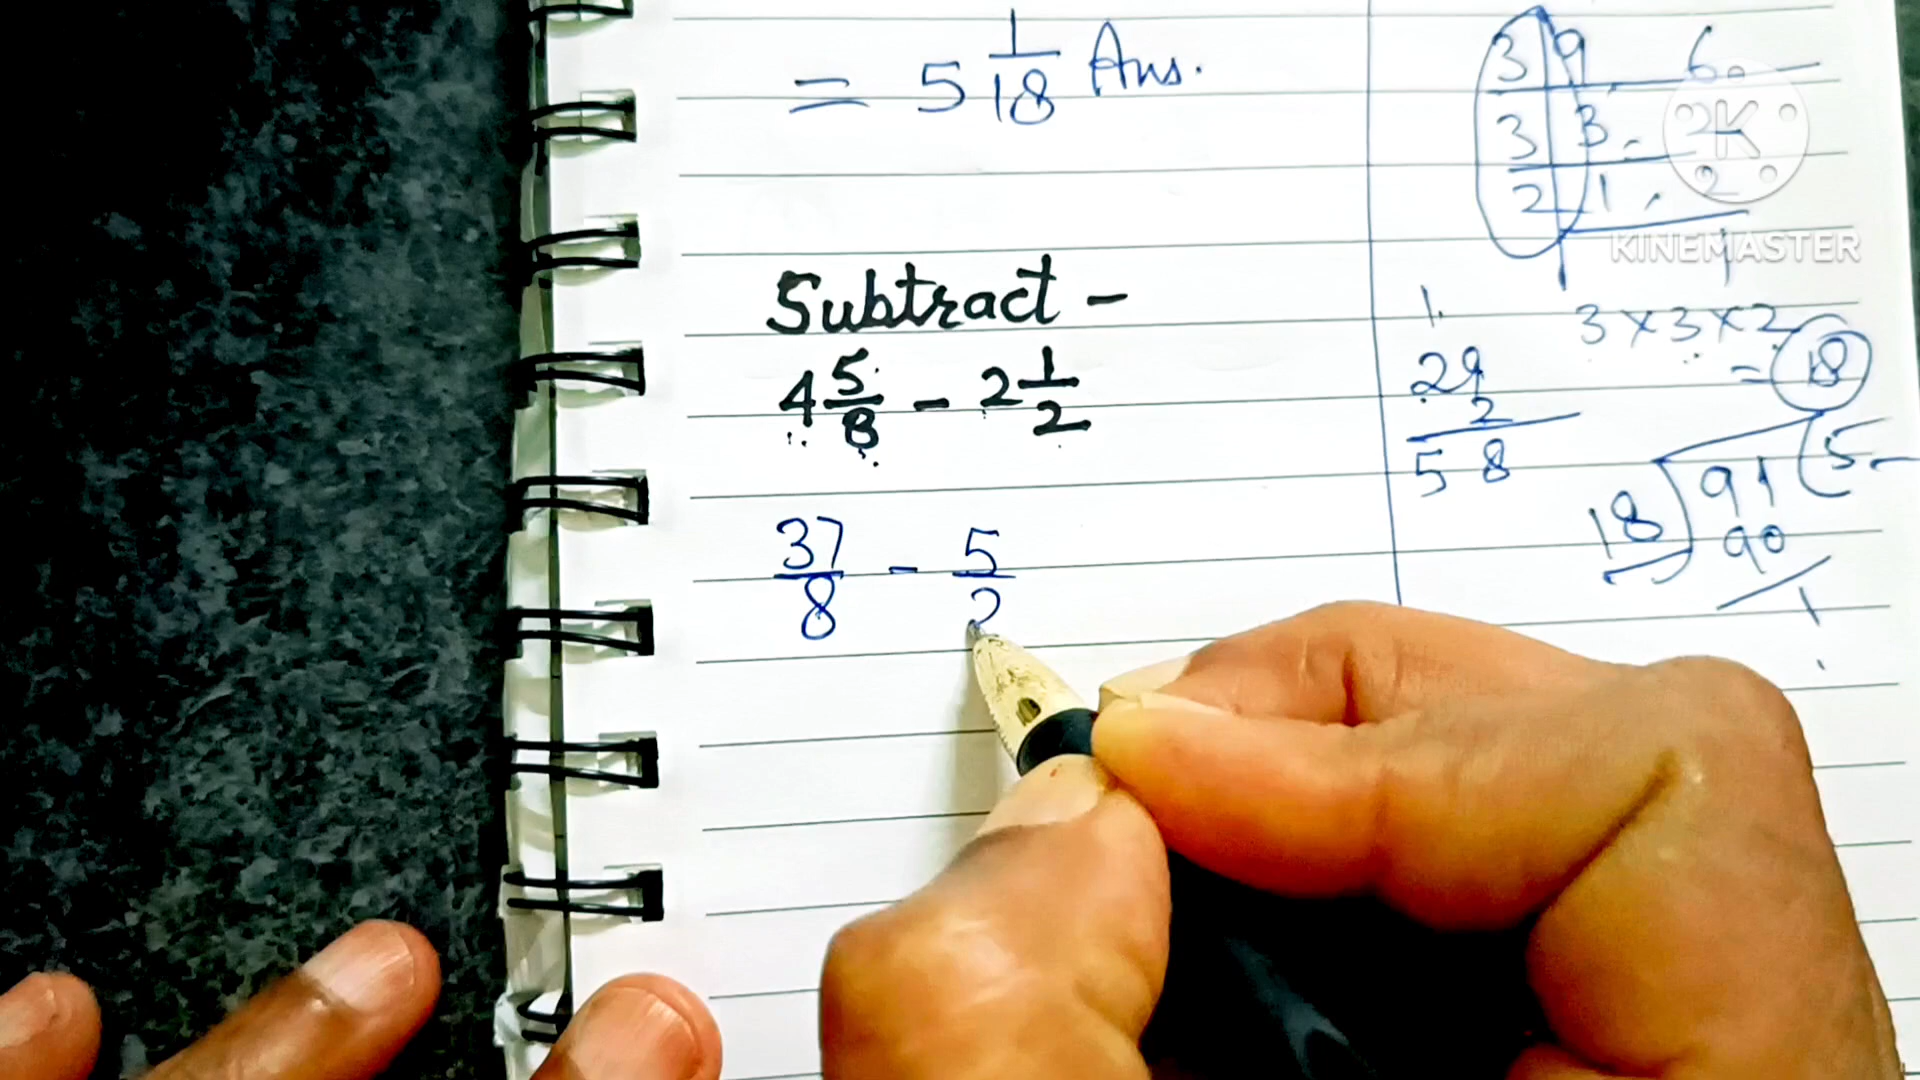 = 5 1/18 Ans.
Subtract -
4 5/8 - 2 1/2
37/8 - 5/2
3 | 9, 6
3 | 3, 2
2 | 1, 2
1, 1
3 x 3 x 2
= 18
1
29
2
58
18 ) 91 ( 5
90
1
KINEMASTER